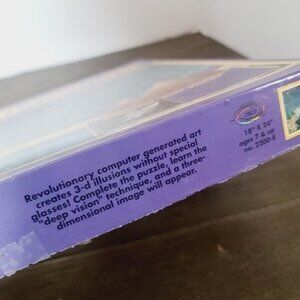 Revolutionary computer generated art
creates 3-d illusions without special
glasses! Complete the puzzle, learn the
"deep vision" technique, and a three-
dimensional image will appear.
18" X 24"
ages 7 & up
no. 2200-6